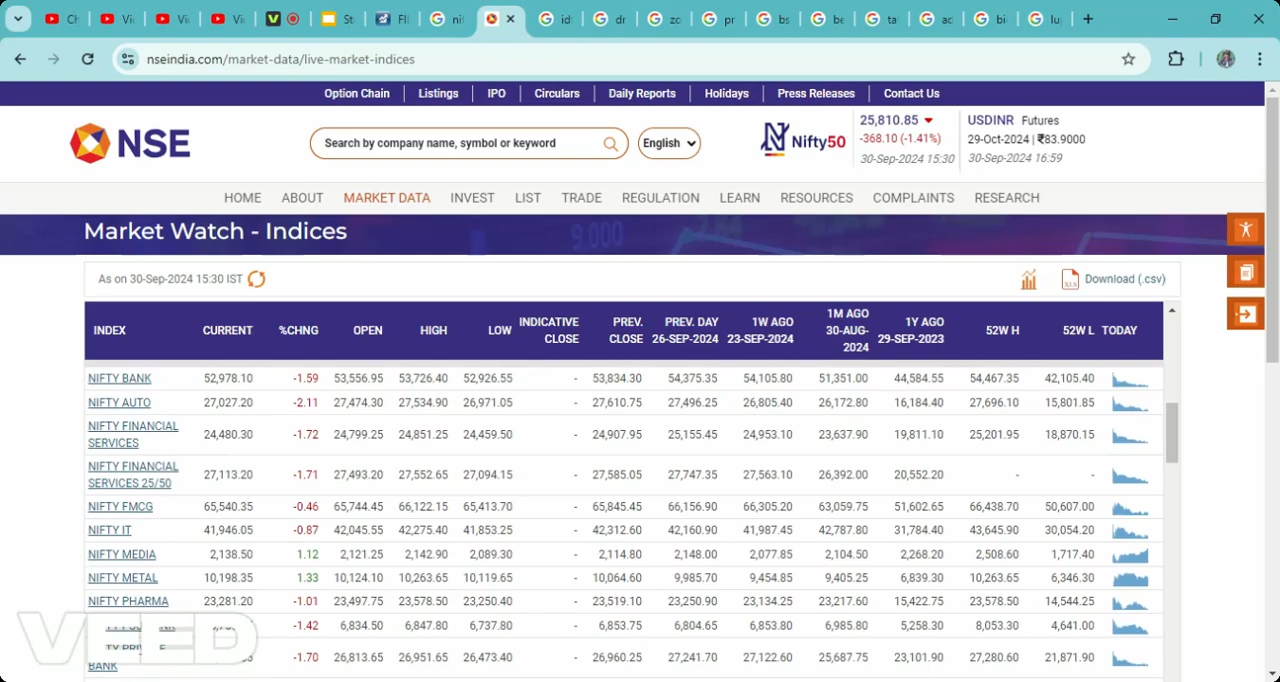 Ch
Vi
Vi
Vi
V
St
FII
nif
idf
dr
zo
pr
bs
be
ta
ac
bi
lu
nseindia.com/market-data/live-market-indices
Option Chain Listings IPO Circulars Daily Reports Holidays Press Releases Contact Us
NSE
Search by company name, symbol or keyword
English
Nifty50
25,810.85
-368.10 (-1.41%)
30-Sep-2024 15:30
USDINR Futures
29-Oct-2024 | ₹83.9000
30-Sep-2024 16:59
HOME ABOUT MARKET DATA INVEST LIST TRADE REGULATION LEARN RESOURCES COMPLAINTS RESEARCH
Market Watch - Indices
As on 30-Sep-2024 15:30 IST
XLS
Download (.csv)
INDEX CURRENT %CHNG OPEN HIGH LOW INDICATIVE CLOSE PREV. CLOSE PREV. DAY 26-SEP-2024 1W AGO 23-SEP-2024 1M AGO 30-AUG-2024 1Y AGO 29-SEP-2023 52W H 52W L TODAY
NIFTY BANK 52,978.10 -1.59 53,556.95 53,726.40 52,926.55 - 53,834.30 54,375.35 54,105.80 51,351.00 44,584.55 54,467.35 42,105.40
NIFTY AUTO 27,027.20 -2.11 27,474.30 27,534.90 26,971.05 - 27,610.75 27,496.25 26,805.40 26,172.80 16,184.40 27,696.10 15,801.85
NIFTY FINANCIAL SERVICES 24,480.30 -1.72 24,799.25 24,851.25 24,459.50 - 24,907.95 25,155.45 24,953.10 23,637.90 19,811.10 25,201.95 18,870.15
NIFTY FINANCIAL SERVICES 25/50 27,113.20 -1.71 27,493.20 27,552.65 27,094.15 - 27,585.05 27,747.35 27,563.10 26,392.00 20,552.20 - -
NIFTY FMCG 65,540.35 -0.46 65,744.45 66,122.15 65,413.70 - 65,845.45 66,156.90 66,305.20 63,059.75 51,602.65 66,438.70 50,607.00
NIFTY IT 41,946.05 -0.87 42,045.55 42,275.40 41,853.25 - 42,312.60 42,160.90 41,987.45 42,787.80 31,784.40 43,645.90 30,054.20
NIFTY MEDIA 2,138.50 1.12 2,121.25 2,142.90 2,089.30 - 2,114.80 2,148.00 2,077.85 2,104.50 2,268.20 2,508.60 1,717.40
NIFTY METAL 10,198.35 1.33 10,124.10 10,263.65 10,119.65 - 10,064.60 9,985.70 9,454.85 9,405.25 6,839.30 10,263.65 6,346.30
NIFTY PHARMA 23,281.20 -1.01 23,497.75 23,578.50 23,250.40 - 23,519.10 23,250.90 23,134.25 23,217.60 15,422.75 23,578.50 14,544.25
-1.42 6,834.50 6,847.80 6,737.80 - 6,853.75 6,804.65 6,853.80 6,985.80 5,258.30 8,053.30 4,641.00
BANK -1.70 26,813.65 26,951.65 26,473.40 - 26,960.25 27,241.70 27,122.60 25,687.75 23,101.90 27,280.60 21,871.90
VEED